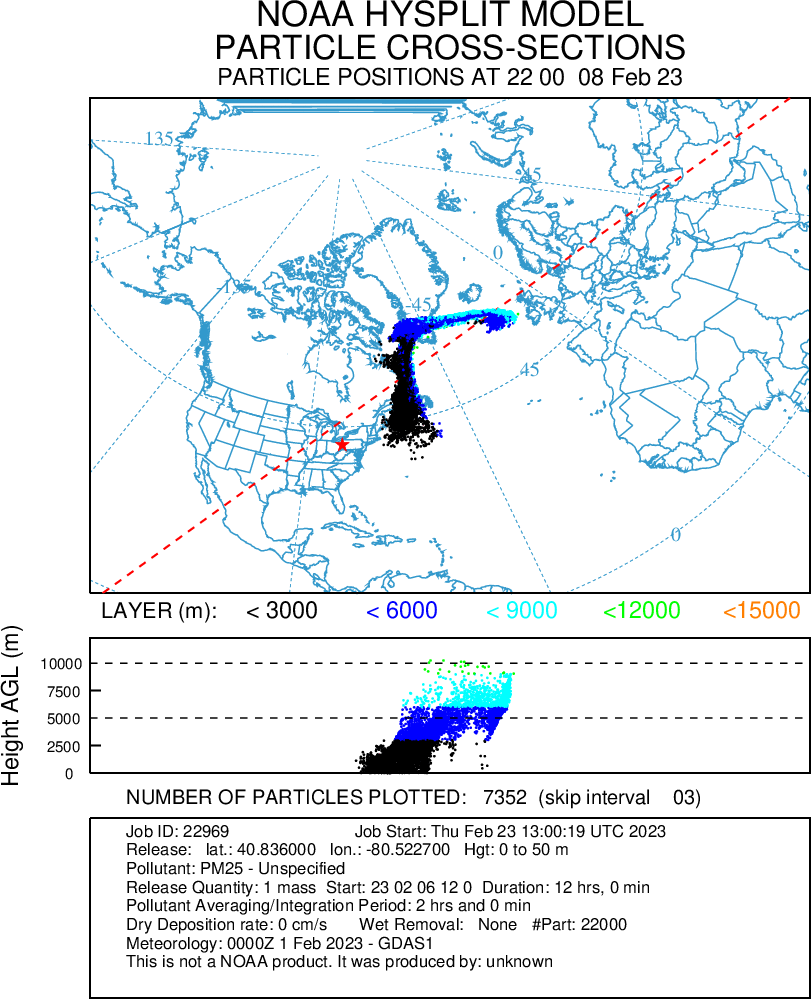 NOAA HYSPLIT MODEL
PARTICLE CROSS-SECTIONS
PARTICLE POSITIONS AT 22 00 08 Feb 23
135
45
0
-135
-45
45
0
LAYER (m): < 3000 < 6000 < 9000 <12000 <15000
Height AGL (m)
10000
7500
5000
2500
0
NUMBER OF PARTICLES PLOTTED: 7352 (skip interval 03)
Job ID: 22969 Job Start: Thu Feb 23 13:00:19 UTC 2023
Release: lat.: 40.836000 lon.: -80.522700 Hgt: 0 to 50 m
Pollutant: PM25 - Unspecified
Release Quantity: 1 mass Start: 23 02 06 12 0 Duration: 12 hrs, 0 min
Pollutant Averaging/Integration Period: 2 hrs and 0 min
Dry Deposition rate: 0 cm/s Wet Removal: None #Part: 22000
Meteorology: 0000Z 1 Feb 2023 - GDAS1
This is not a NOAA product. It was produced by: unknown